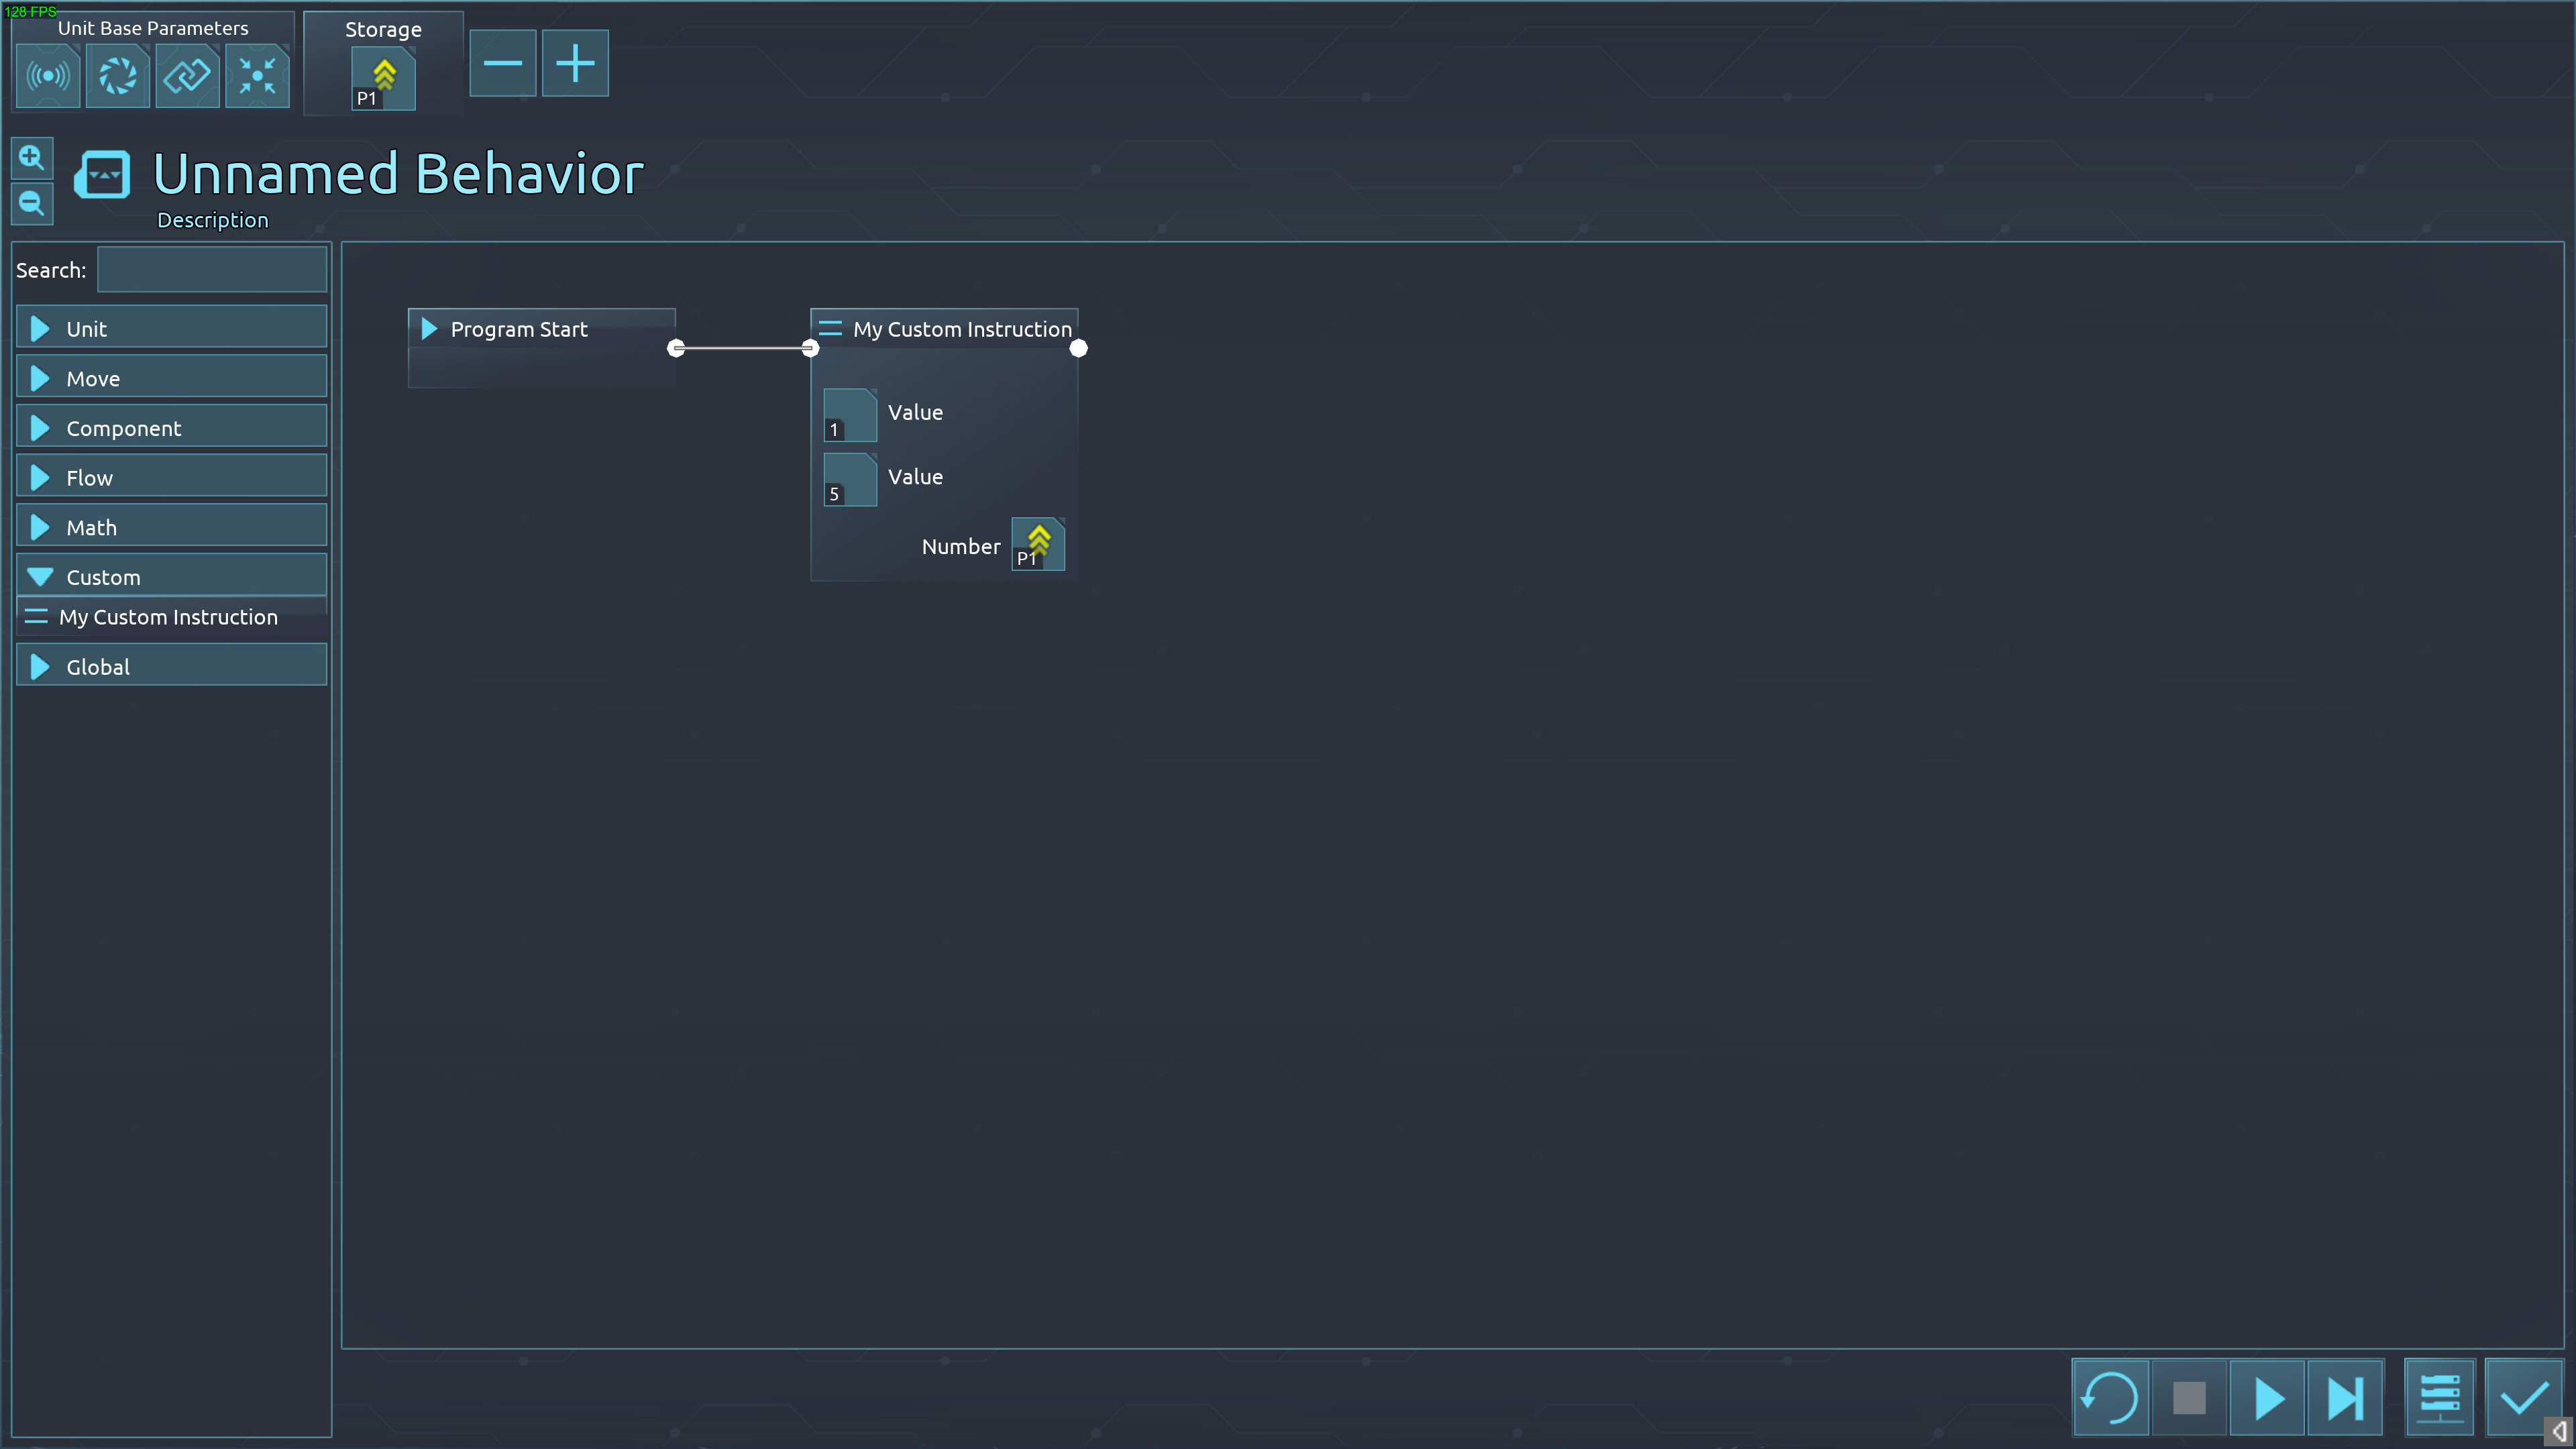 128 FPS
Unit Base Parameters
Storage
P1
Unnamed Behavior
Description
Search:
Unit
Move
Component
Flow
Math
Custom
My Custom Instruction
Global
Program Start
My Custom Instruction
1 Value
5 Value
Number P1